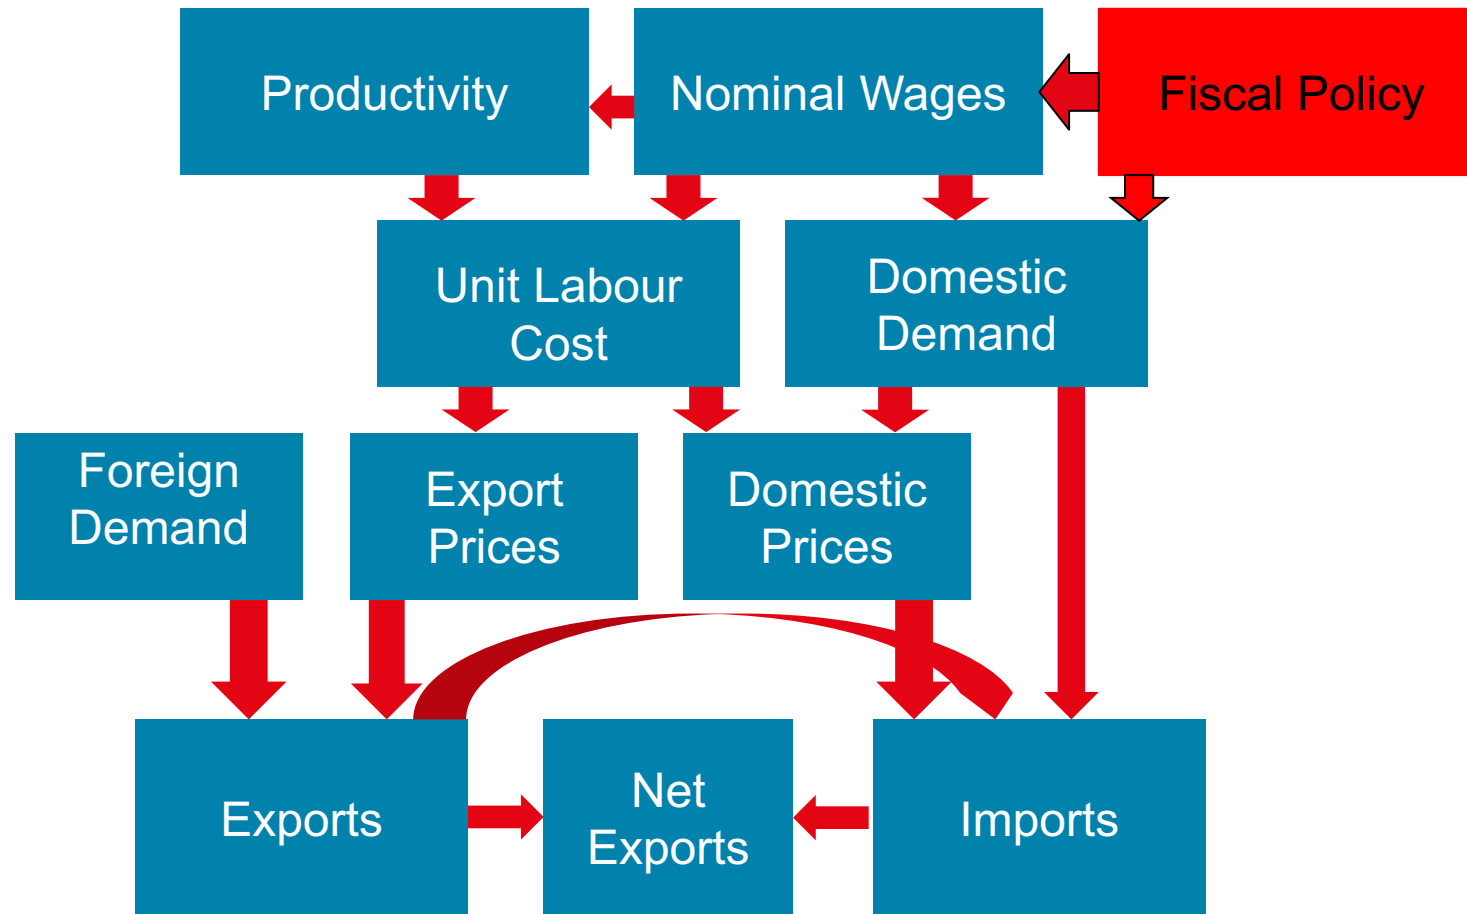 Productivity
Nominal Wages
Fiscal Policy
Unit Labour
Cost
Domestic
Demand
Foreign
Demand
Export
Prices
Domestic
Prices
Exports
Net
Exports
Imports